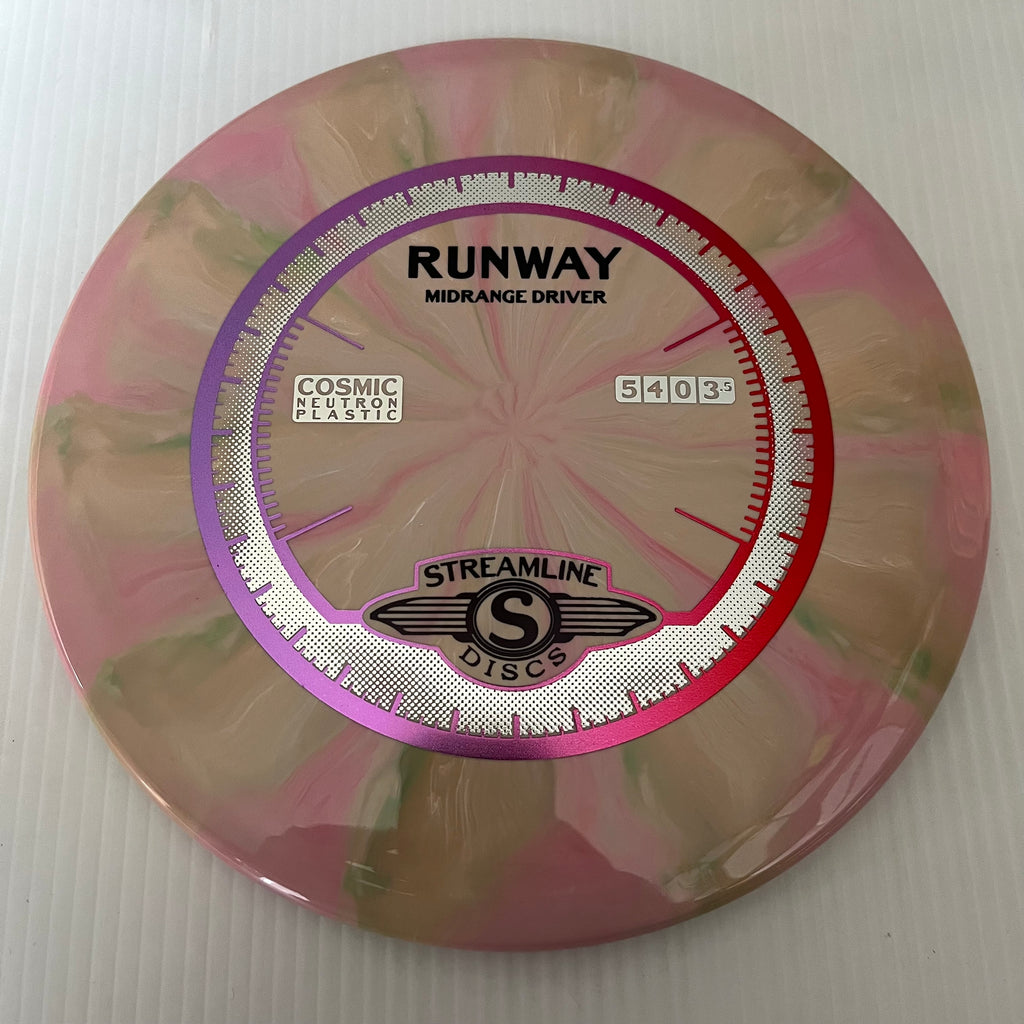 RUNWAY
MIDRANGE DRIVER
COSMIC
NEUTRON
PLASTIC
5 4 0 3.5
STREAMLINE
S
DISCS